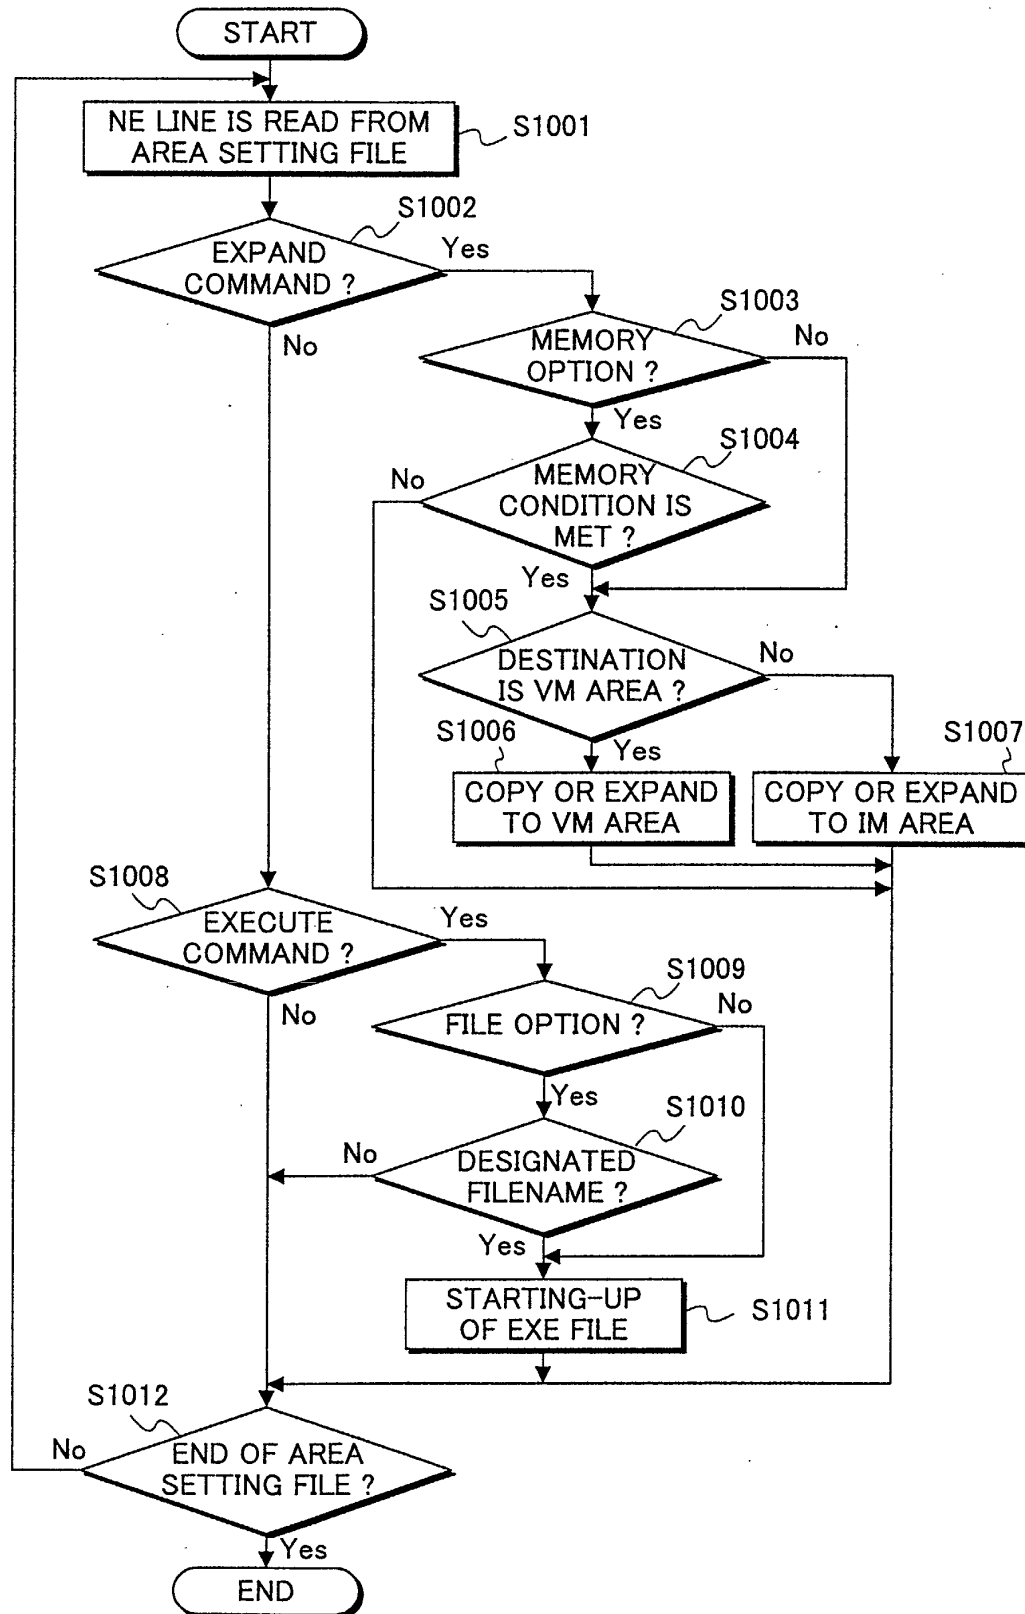 START
NE LINE IS READ FROM
AREA SETTING FILE
S1001
S1002
EXPAND
COMMAND ?
Yes
No
S1003
MEMORY
OPTION ?
No
Yes
S1004
MEMORY
CONDITION IS
MET ?
No
Yes
S1005
DESTINATION
IS VM AREA ?
No
Yes
S1006
COPY OR EXPAND
TO VM AREA
S1007
COPY OR EXPAND
TO IM AREA
S1008
EXECUTE
COMMAND ?
Yes
No
S1009
FILE OPTION ?
No
Yes
S1010
DESIGNATED
FILENAME ?
No
Yes
STARTING-UP
OF EXE FILE
S1011
S1012
END OF AREA
SETTING FILE ?
No
Yes
END